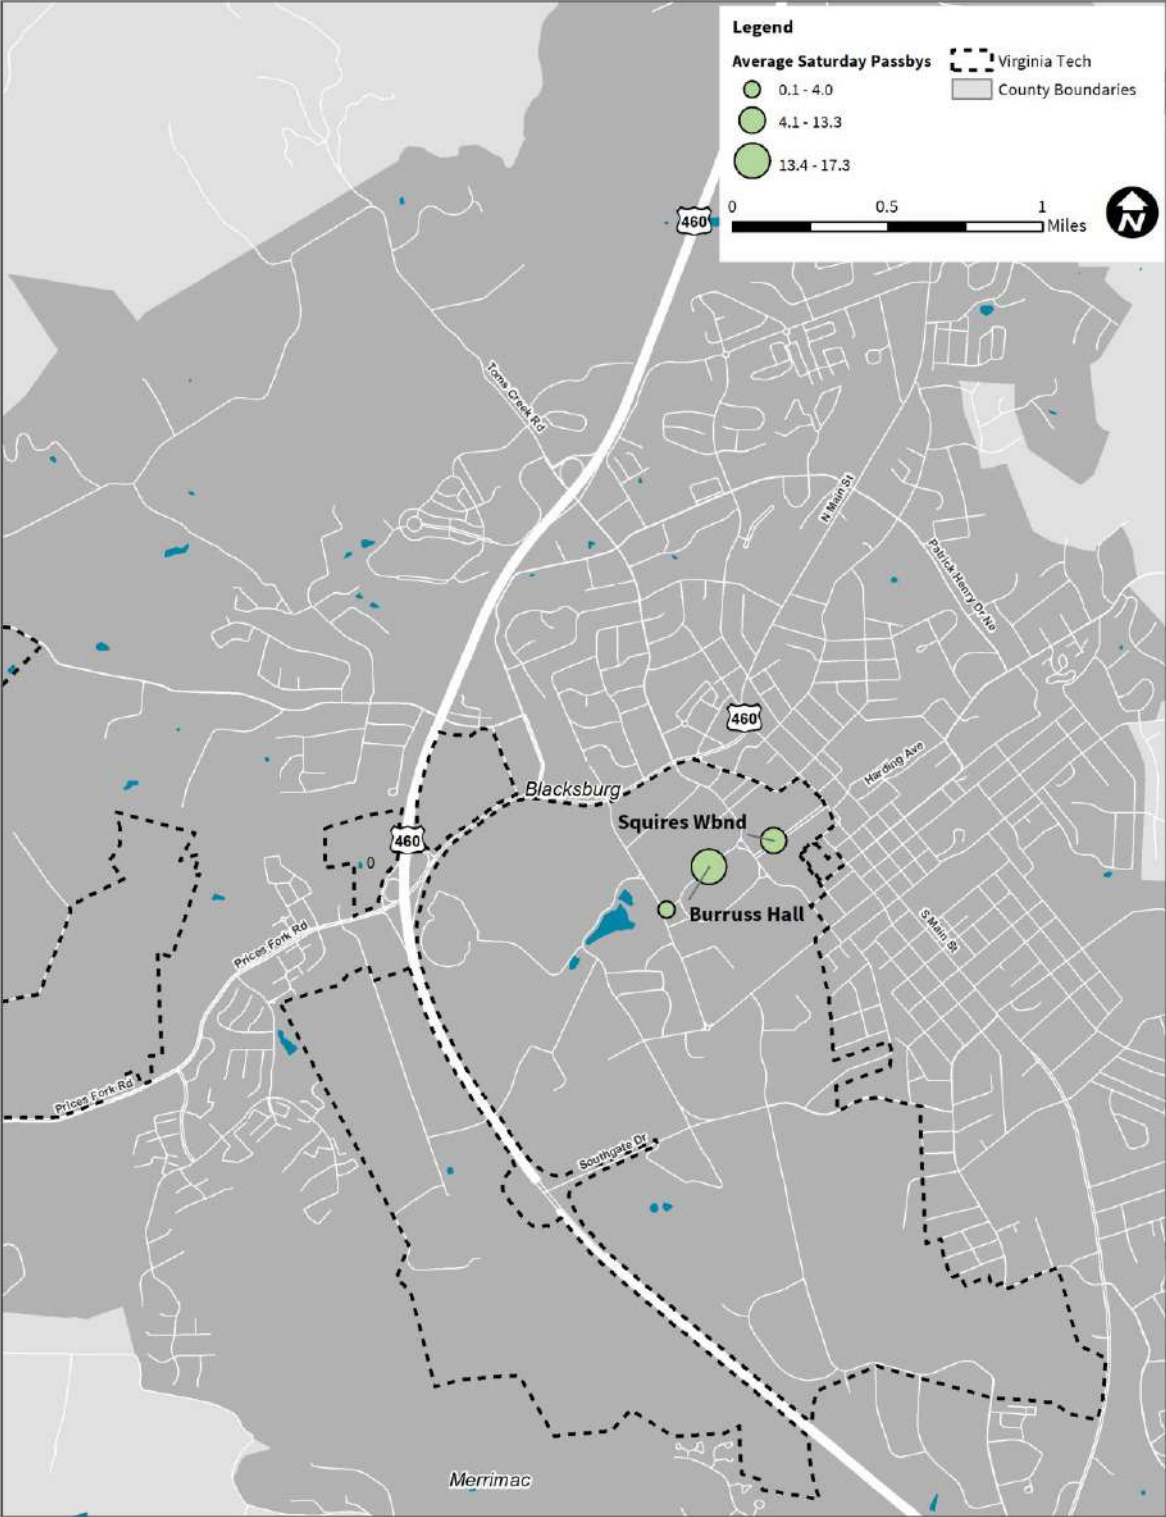 Legend
Average Saturday Passbys
0.1 - 4.0
4.1 - 13.3
13.4 - 17.3
Virginia Tech
County Boundaries
0 0.5 1
Miles
N
460
Toms Creek Rd
N Main St
Patrick Henry Dr Ne
460
Harding Ave
Blacksburg
Squires Wbnd
460
0
Burruss Hall
S Main St
Prices Fork Rd
Prices Fork Rd
Southgate Dr
Merrimac